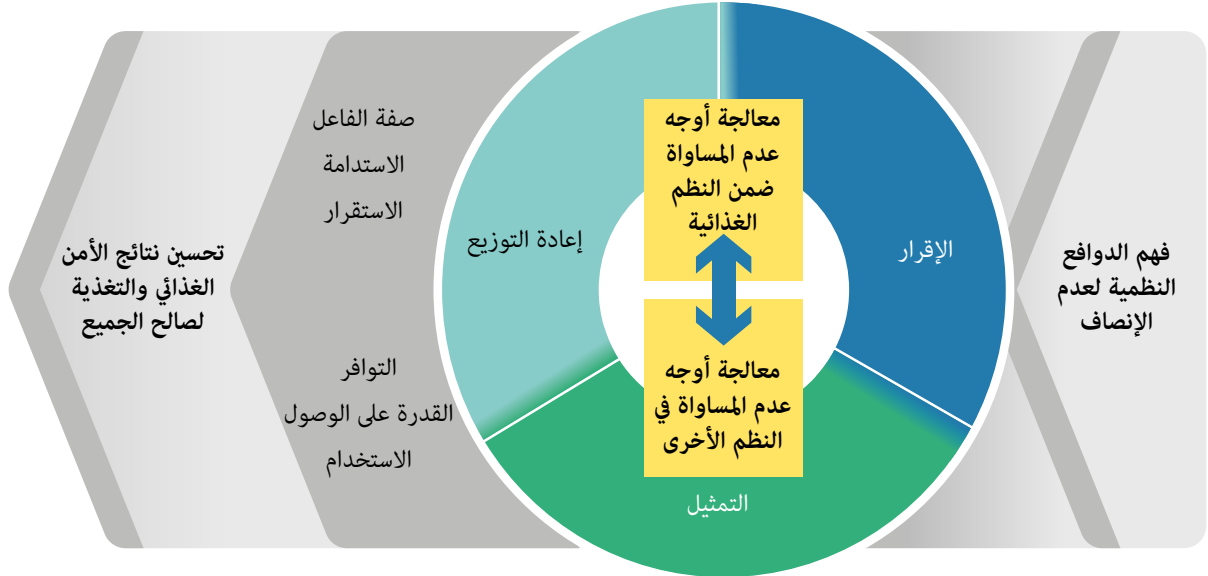 فهم الدوافع
النظمية لعدم
الإنصاف
الإقرار
معالجة أوجه
عدم المساواة
ضمن النظم
الغذائية
معالجة أوجه
عدم المساواة في
النظم الأخرى
التمثيل
إعادة التوزيع
صفة الفاعل
الاستدامة
الاستقرار
التوافر
القدرة على الوصول
الاستخدام
تحسين نتائج الأمن
الغذائي والتغذية
لصالح الجميع